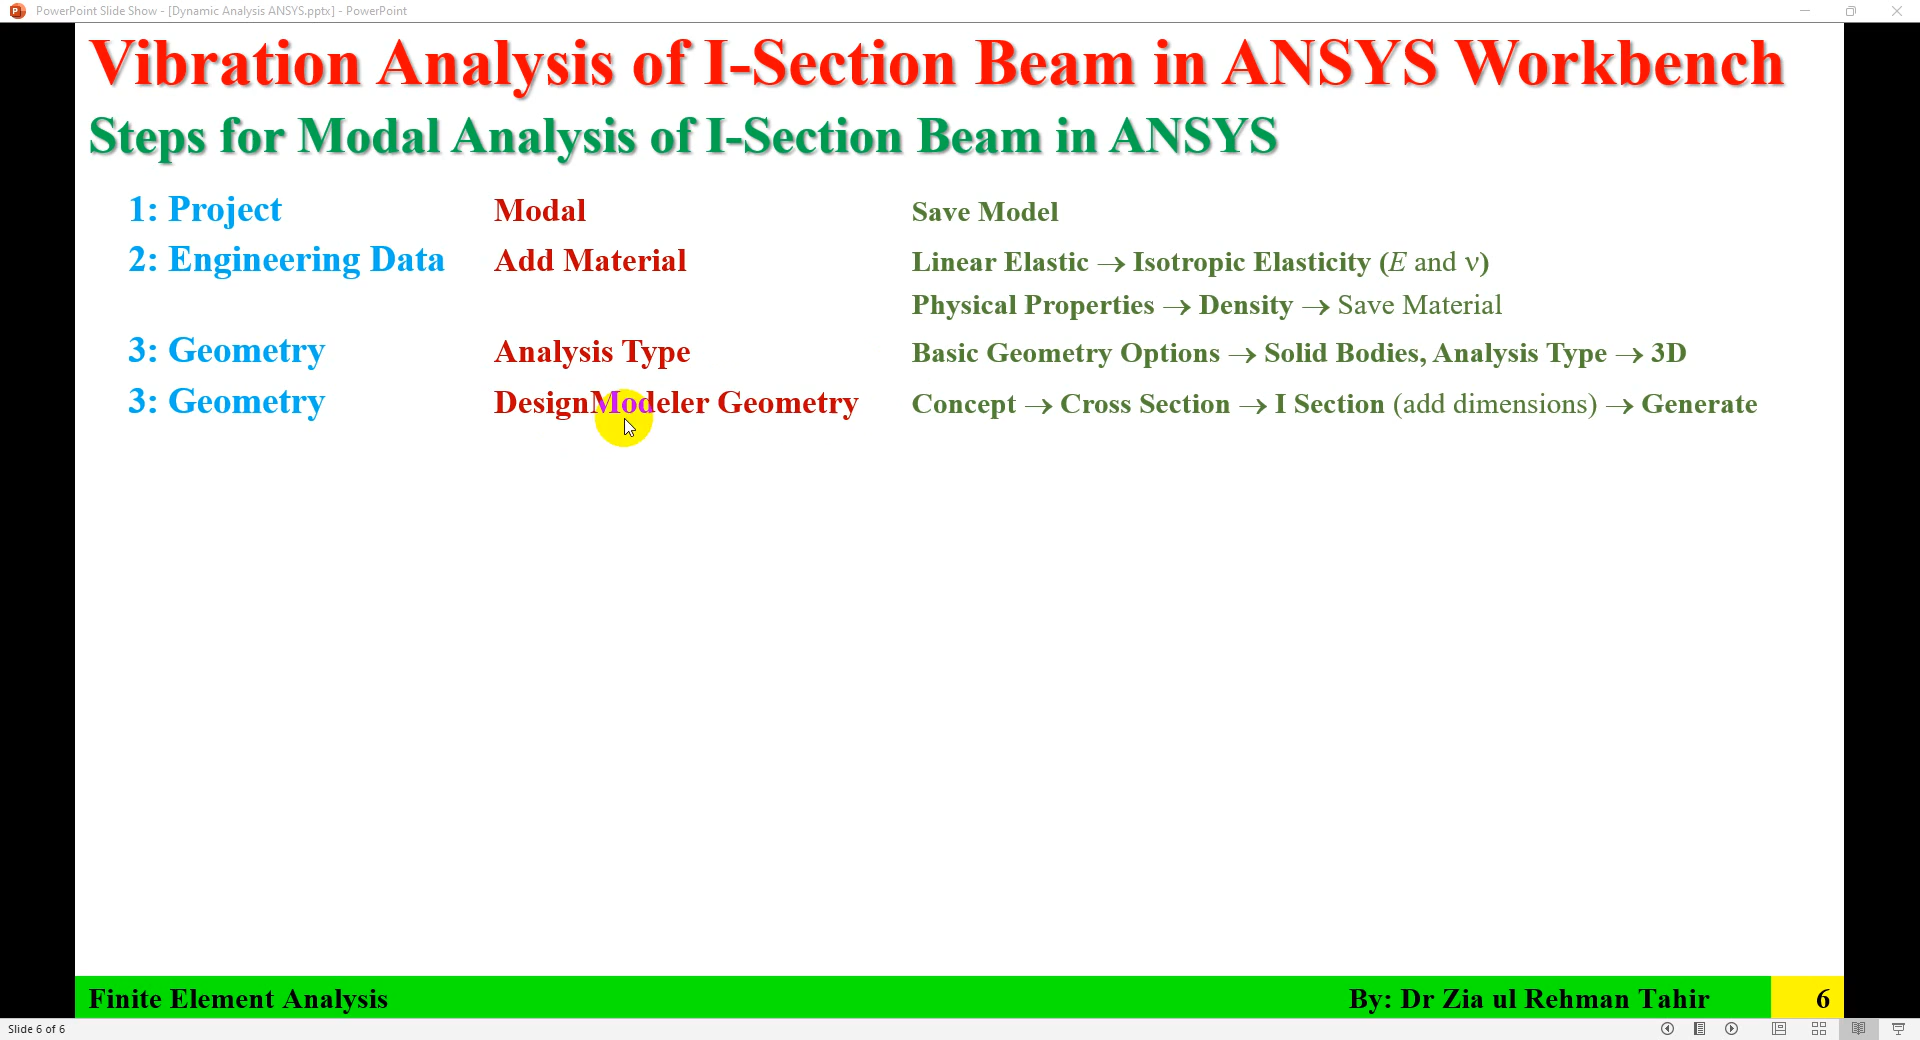 PowerPoint Slide Show - [Dynamic Analysis ANSYS.pptx] - PowerPoint
Vibration Analysis of I-Section Beam in ANSYS Workbench
Steps for Modal Analysis of I-Section Beam in ANSYS
1: Project Modal Save Model
2: Engineering Data Add Material Linear Elastic → Isotropic Elasticity (E and ν)
Physical Properties → Density → Save Material
3: Geometry Analysis Type Basic Geometry Options → Solid Bodies, Analysis Type → 3D
3: Geometry DesignModeler Geometry Concept → Cross Section → I Section (add dimensions) → Generate
Finite Element Analysis By: Dr Zia ul Rehman Tahir 6
Slide 6 of 6